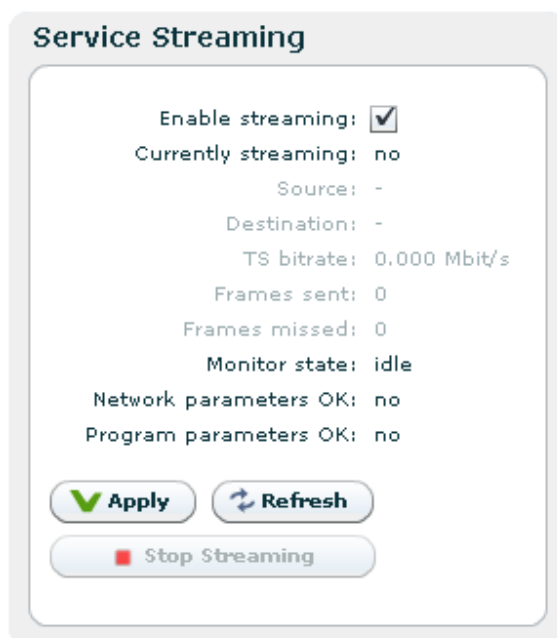 Service Streaming
Enable streaming:
Currently streaming: no
Source: -
Destination: -
TS bitrate: 0.000 Mbit/s
Frames sent: 0
Frames missed: 0
Monitor state: idle
Network parameters OK: no
Program parameters OK: no
Apply Refresh
Stop Streaming